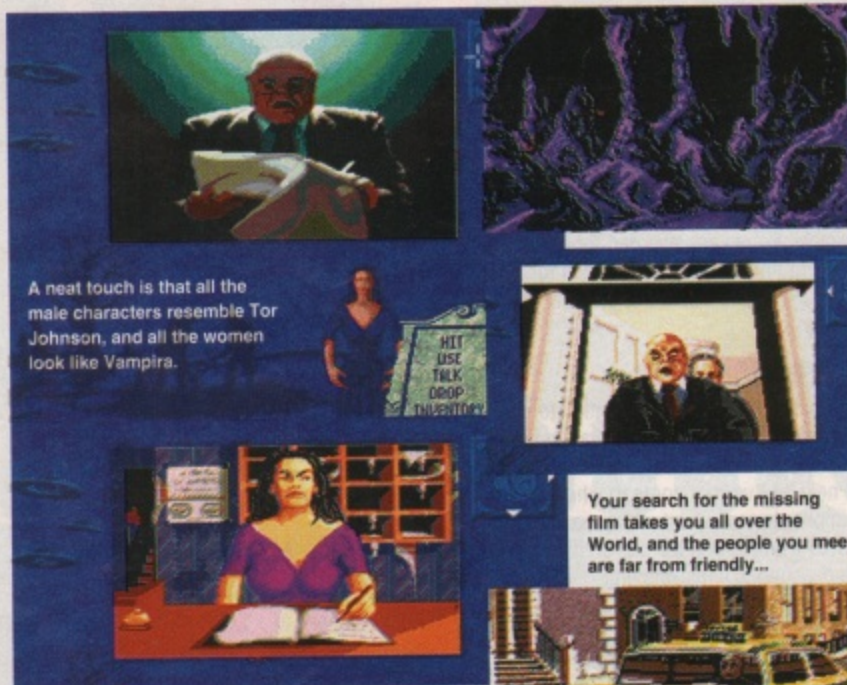 A neat touch is that all the
male characters resemble Tor
Johnson, and all the women
look like Vampira.
HIT
USE
TALK
DROP
INVENTORY
Your search for the missing
film takes you all over the
World, and the people you mee
are far from friendly...